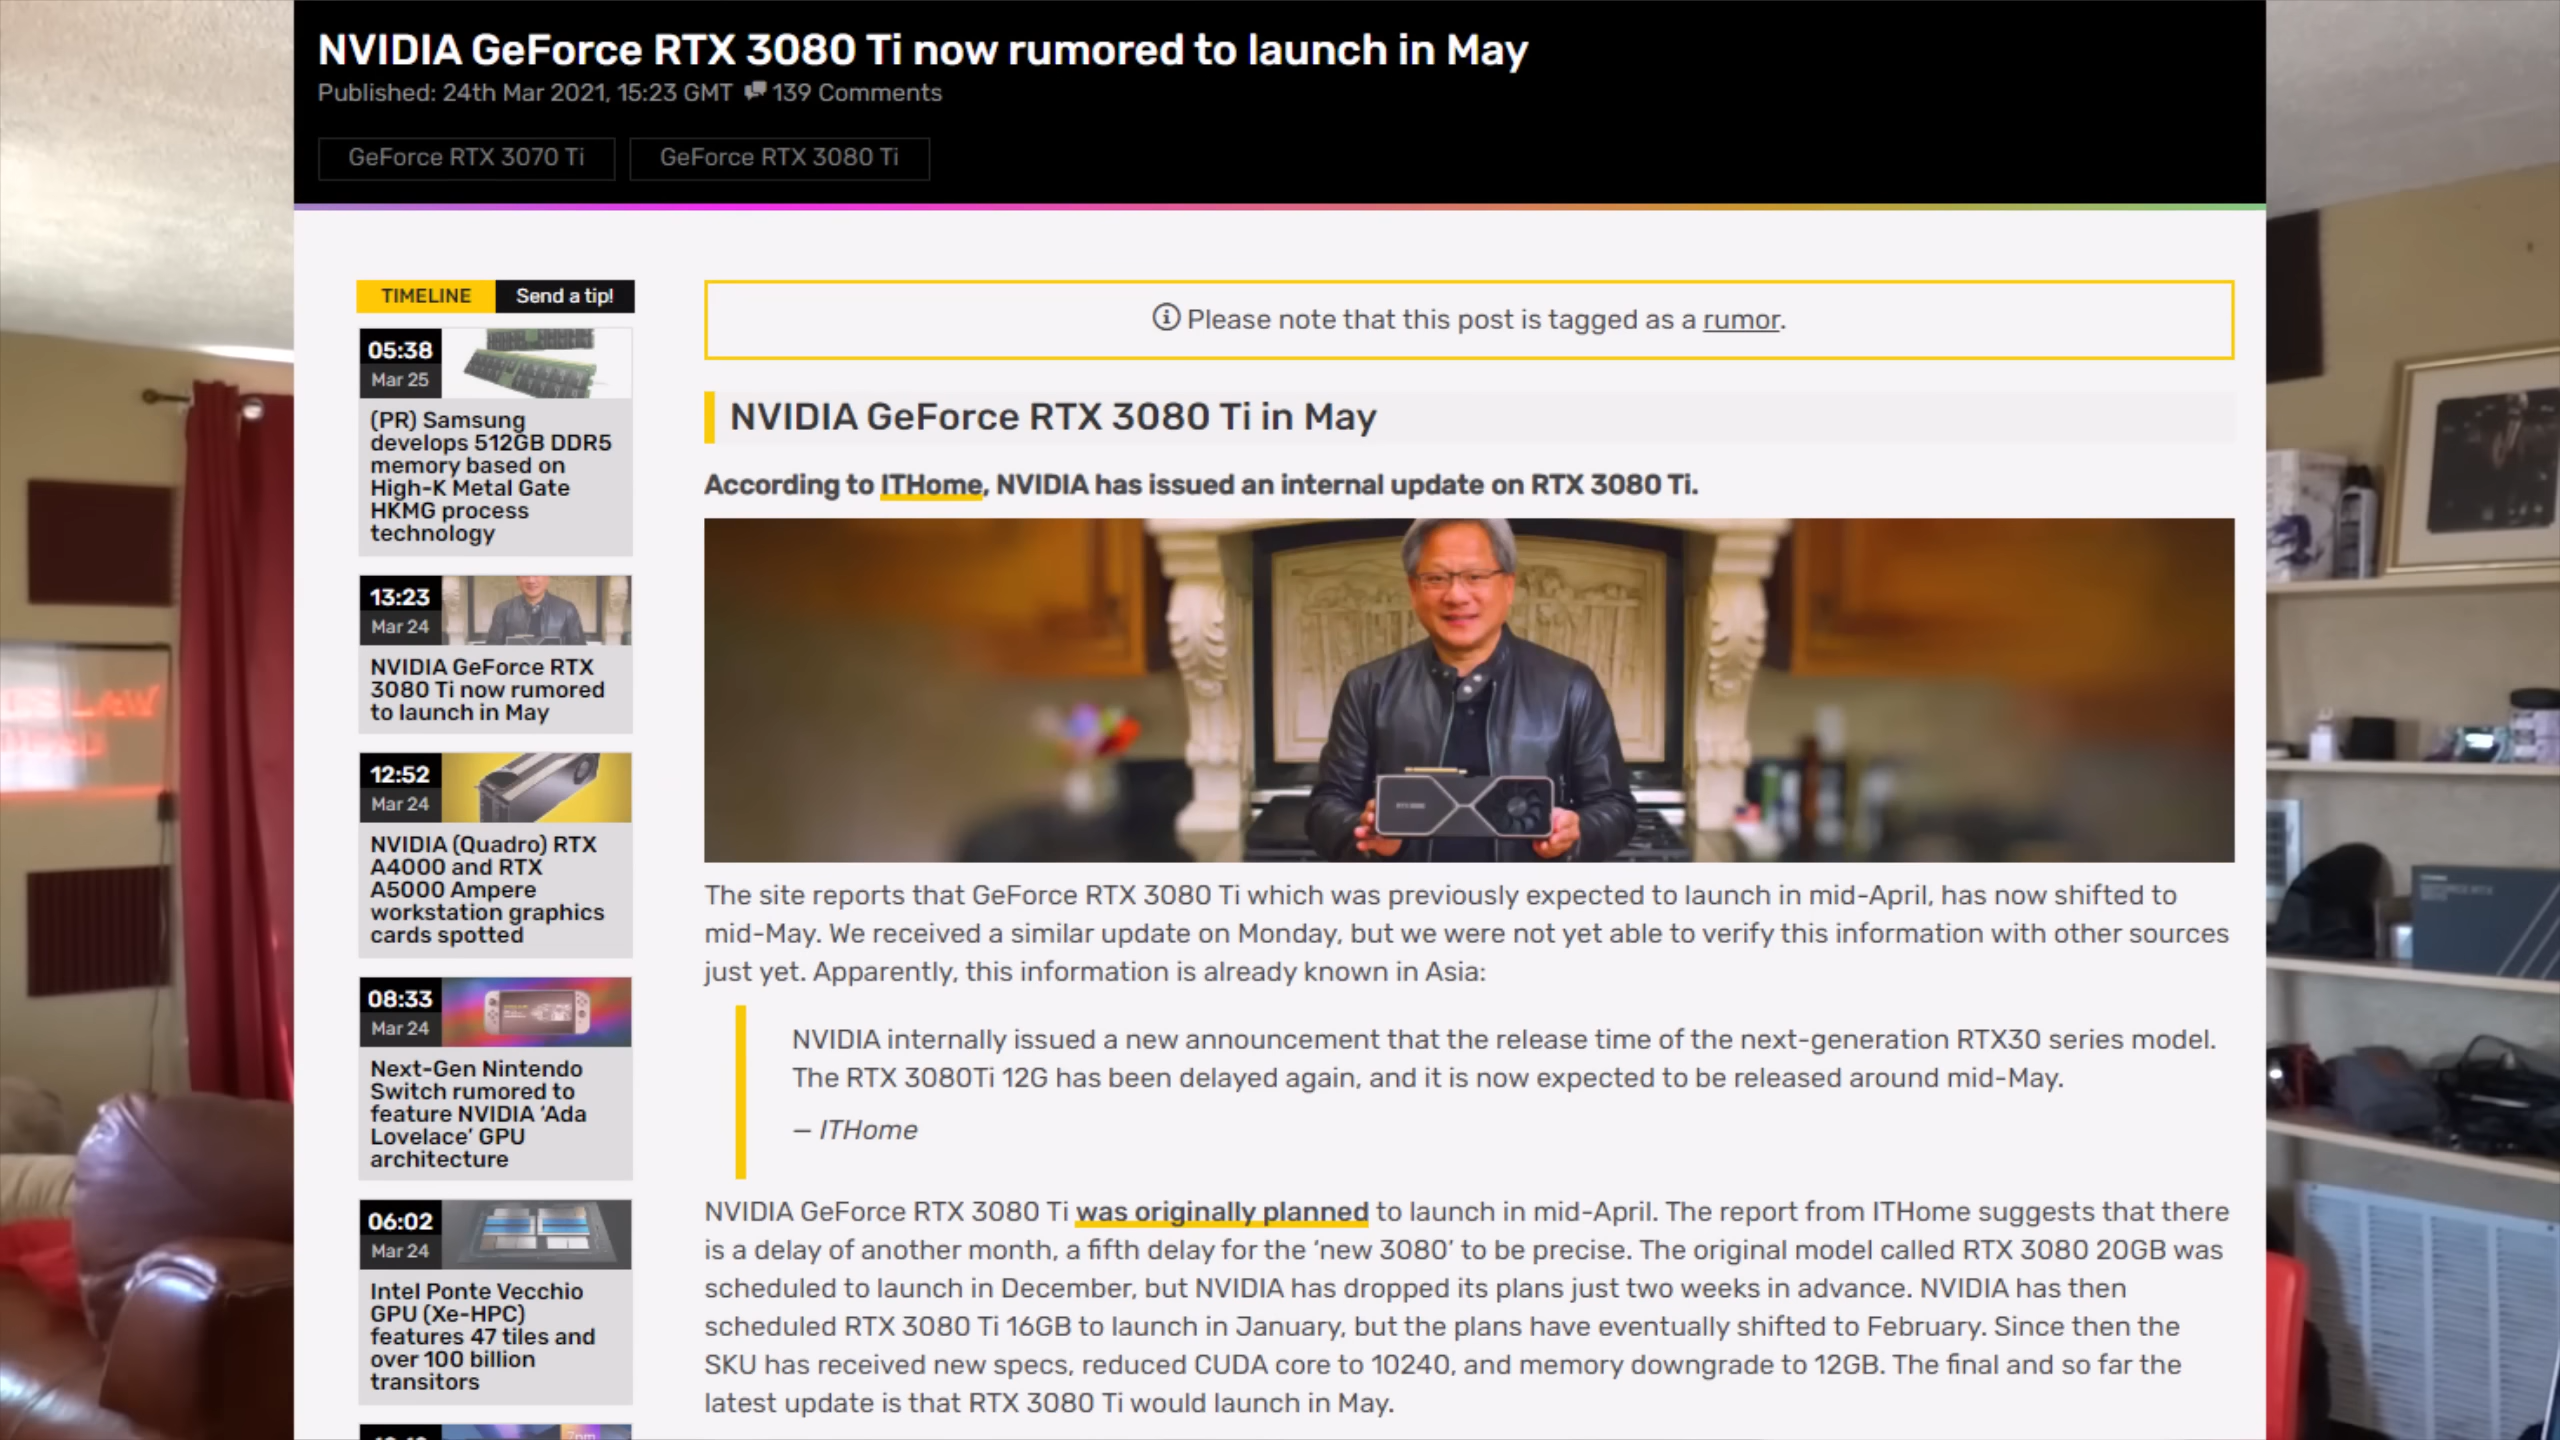 NVIDIA GeForce RTX 3080 Ti now rumored to launch in May
Published: 24th Mar 2021, 15:23 GMT 139 Comments
GeForce RTX 3070 Ti
GeForce RTX 3080 Ti
TIMELINE
Send a tip!
05:38
Mar 25
(PR) Samsung
develops 512GB DDR5
memory based on
High-K Metal Gate
HKMG process
technology
13:23
Mar 24
NVIDIA GeForce RTX
3080 Ti now rumored
to launch in May
12:52
Mar 24
NVIDIA (Quadro) RTX
A4000 and RTX
A5000 Ampere
workstation graphics
cards spotted
08:33
Mar 24
Next-Gen Nintendo
Switch rumored to
feature NVIDIA 'Ada
Lovelace' GPU
architecture
06:02
Mar 24
Intel Ponte Vecchio
GPU (Xe-HPC)
features 47 tiles and
over 100 billion
transitors
7nm
Please note that this post is tagged as a rumor.
NVIDIA GeForce RTX 3080 Ti in May
According to ITHome, NVIDIA has issued an internal update on RTX 3080 Ti.
The site reports that GeForce RTX 3080 Ti which was previously expected to launch in mid-April, has now shifted to
mid-May. We received a similar update on Monday, but we were not yet able to verify this information with other sources
just yet. Apparently, this information is already known in Asia:
NVIDIA internally issued a new announcement that the release time of the next-generation RTX30 series model.
The RTX 3080Ti 12G has been delayed again, and it is now expected to be released around mid-May.
— ITHome
NVIDIA GeForce RTX 3080 Ti was originally planned to launch in mid-April. The report from ITHome suggests that there
is a delay of another month, a fifth delay for the 'new 3080' to be precise. The original model called RTX 3080 20GB was
scheduled to launch in December, but NVIDIA has dropped its plans just two weeks in advance. NVIDIA has then
scheduled RTX 3080 Ti 16GB to launch in January, but the plans have eventually shifted to February. Since then the
SKU has received new specs, reduced CUDA core to 10240, and memory downgrade to 12GB. The final and so far the
latest update is that RTX 3080 Ti would launch in May.